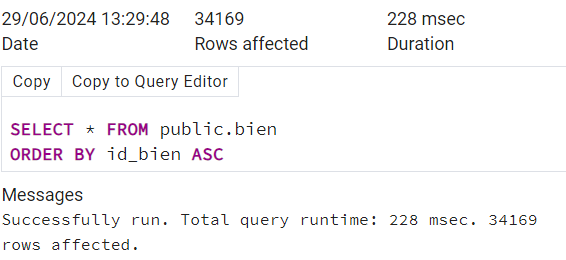 29/06/2024 13:29:48 34169 228 msec
Date Rows affected Duration
Copy Copy to Query Editor
SELECT * FROM public.bien
ORDER BY id_bien ASC
Messages
Successfully run. Total query runtime: 228 msec. 34169
rows affected.